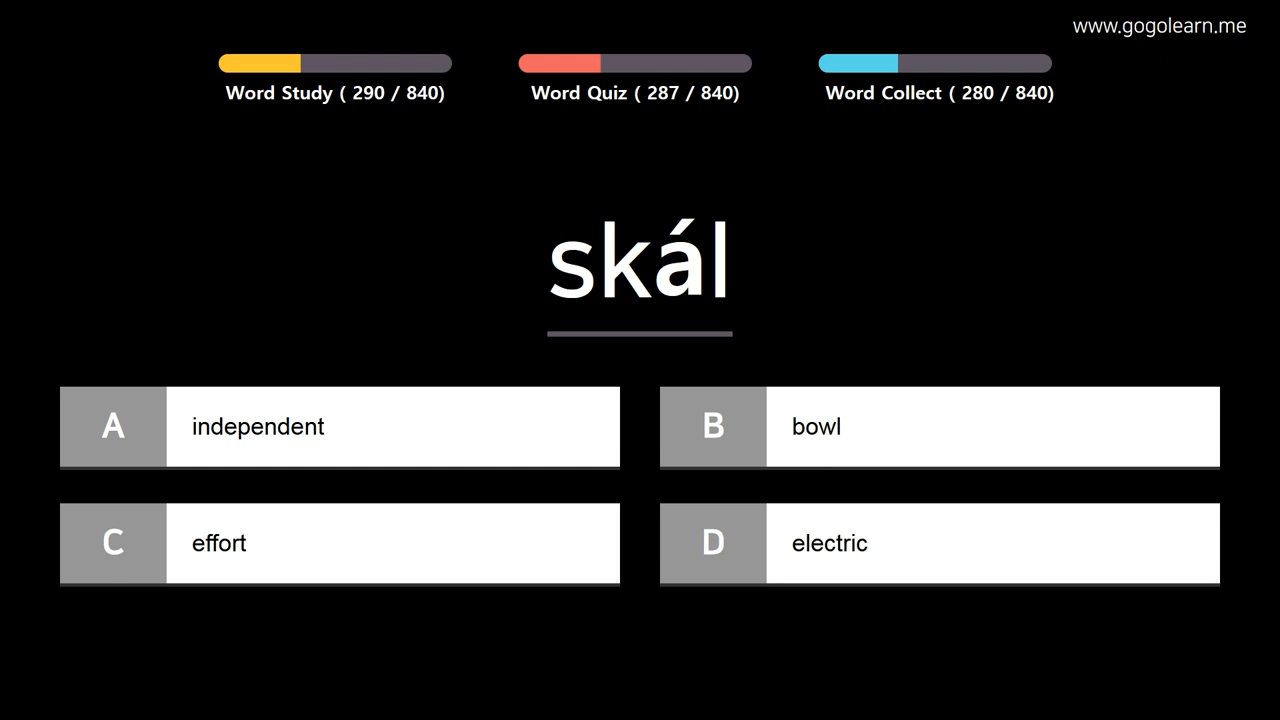 www.gogolearn.me
Word Study ( 290 / 840)
Word Quiz ( 287 / 840)
Word Collect ( 280 / 840)
skál
A independent
B bowl
C effort
D electric